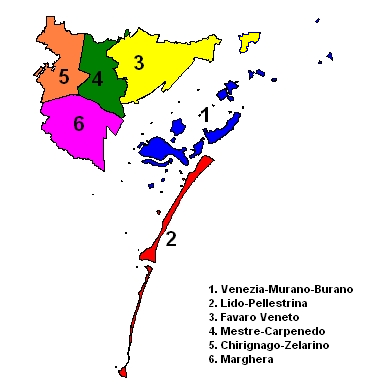 3
5
4
1
6
2
1. Venezia-Murano-Burano
2. Lido-Pellestrina
3. Favaro Veneto
4. Mestre-Carpenedo
5. Chirignago-Zelarino
6. Marghera